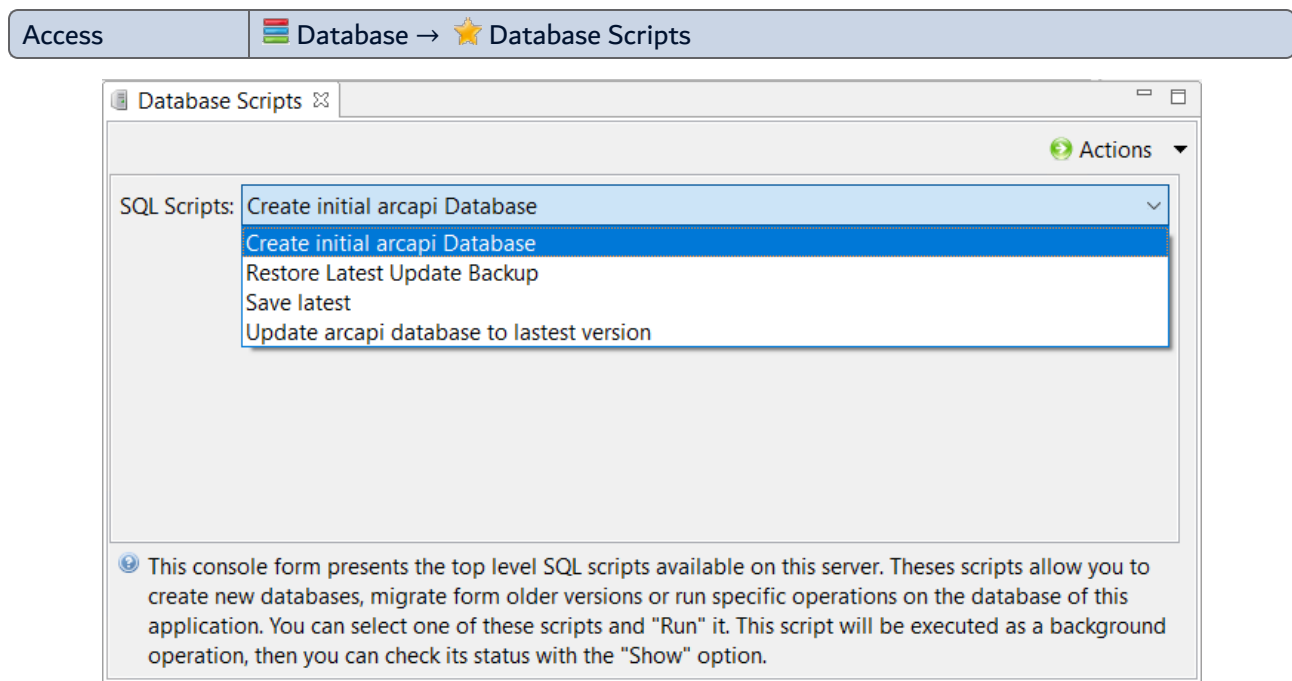 Access Database → Database Scripts
Database Scripts
Actions
SQL Scripts: Create initial arcapi Database
Create initial arcapi Database
Restore Latest Update Backup
Save latest
Update arcapi database to lastest version
This console form presents the top level SQL scripts available on this server. Theses scripts allow you to
create new databases, migrate form older versions or run specific operations on the database of this
application. You can select one of these scripts and "Run" it. This script will be executed as a background
operation, then you can check its status with the "Show" option.